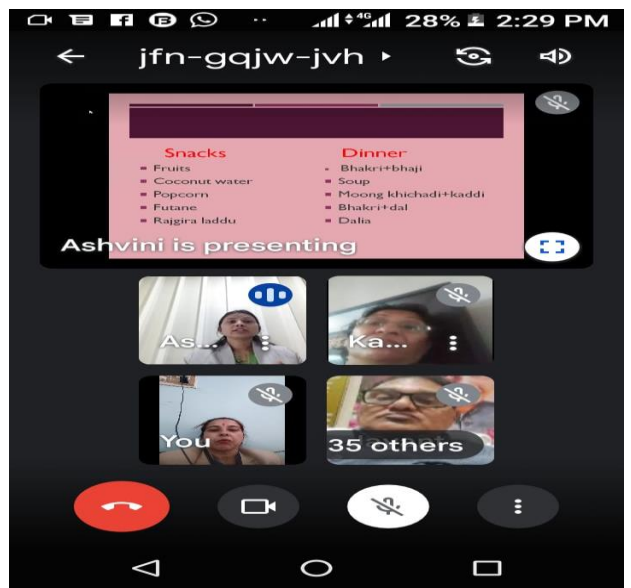 4G 28% 2:29 PM
jfn-gqjw-jvh
Snacks
Fruits
Coconut water
Popcorn
Futane
Rajgira laddu
Dinner
Bhakri+bhaji
Soup
Moong khichadi+kaddi
Bhakri+dal
Dalia
Ashvini is presenting
As...
Ka...
You
35 others